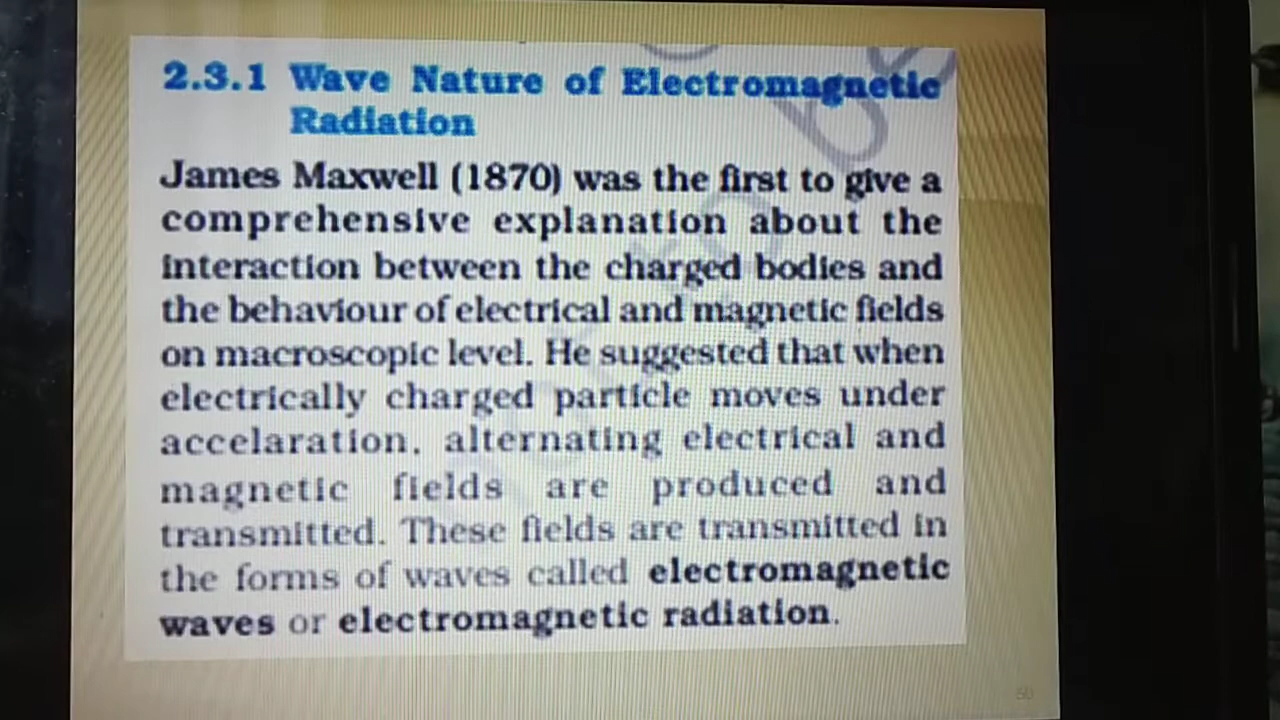 2.3.1 Wave Nature of Electromagnetic
Radiation
James Maxwell (1870) was the first to give a
comprehensive explanation about the
interaction between the charged bodies and
the behaviour of electrical and magnetic fields
on macroscopic level. He suggested that when
electrically charged particle moves under
accelaration, alternating electrical and
magnetic fields are produced and
transmitted. These fields are transmitted in
the forms of waves called electromagnetic
waves or electromagnetic radiation.